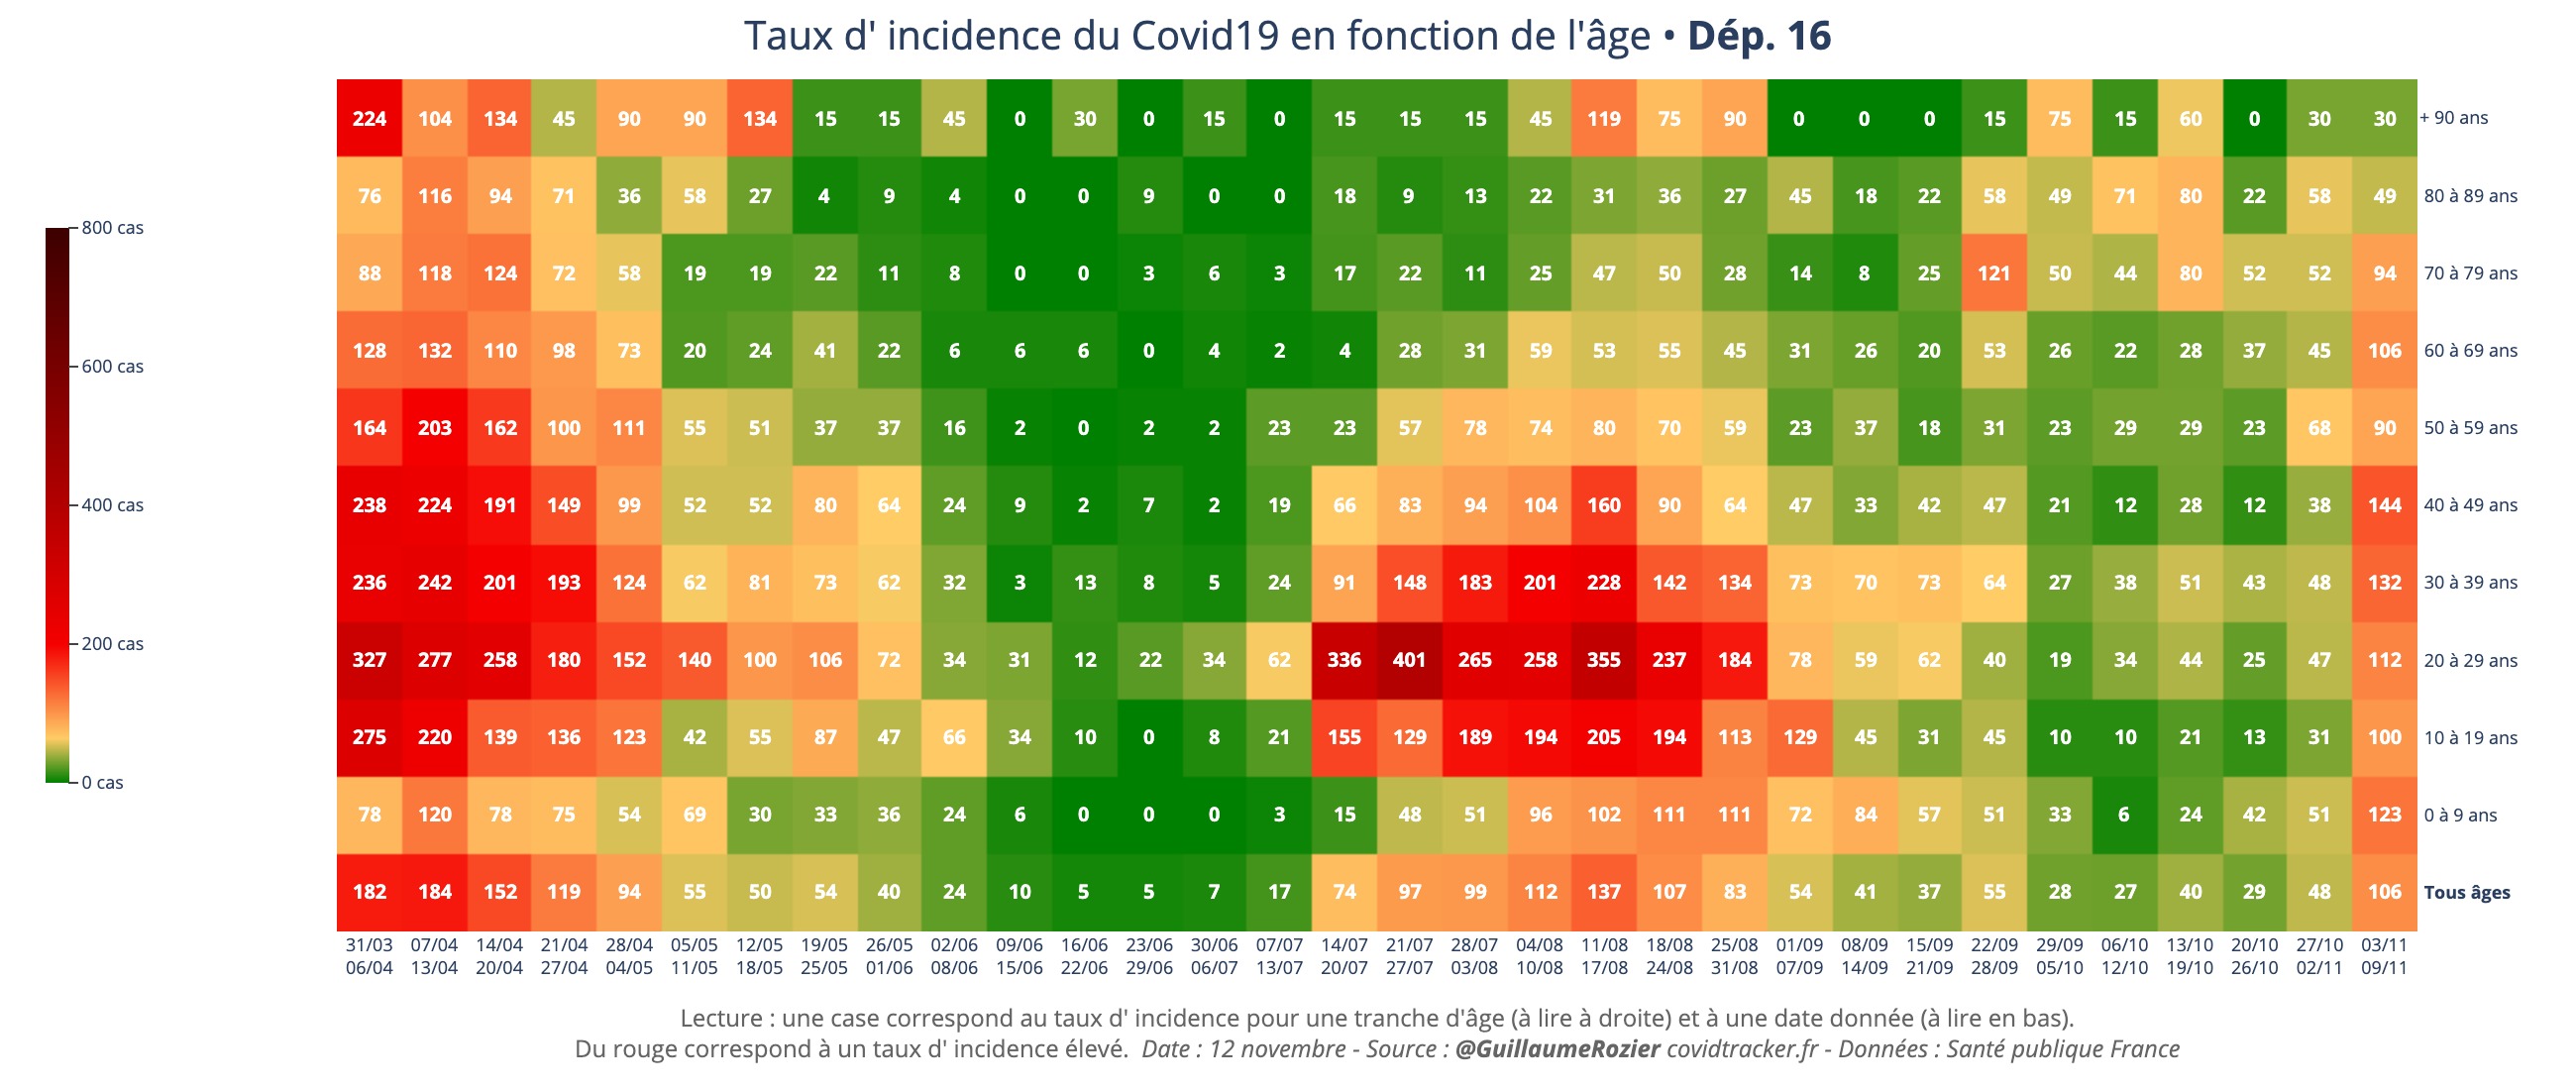 Taux d' incidence du Covid19 en fonction de l'âge • Dép. 16
800 cas
600 cas
400 cas
200 cas
0 cas
224 104 134 45 90 90 134 15 15 45 0 30 0 15 0 15 15 15 45 119 75 90 0 0 0 15 75 15 60 0 30 30 + 90 ans
76 116 94 71 36 58 27 4 9 4 0 0 9 0 0 18 9 13 22 31 36 27 45 18 22 58 49 71 80 22 58 49 80 à 89 ans
88 118 124 72 58 19 19 22 11 8 0 0 3 6 3 17 22 11 25 47 50 28 14 8 25 121 50 44 80 52 52 94 70 à 79 ans
128 132 110 98 73 20 24 41 22 6 6 6 0 4 2 4 28 31 59 53 55 45 31 26 20 53 26 22 28 37 45 106 60 à 69 ans
164 203 162 100 111 55 51 37 37 16 2 0 2 2 23 23 57 78 74 80 70 59 23 37 18 31 23 29 29 23 68 90 50 à 59 ans
238 224 191 149 99 52 52 80 64 24 9 2 7 2 19 66 83 94 104 160 90 64 47 33 42 47 21 12 28 12 38 144 40 à 49 ans
236 242 201 193 124 62 81 73 62 32 3 13 8 5 24 91 148 183 201 228 142 134 73 70 73 64 27 38 51 43 48 132 30 à 39 ans
327 277 258 180 152 140 100 106 72 34 31 12 22 34 62 336 401 265 258 355 237 184 78 59 62 40 19 34 44 25 47 112 20 à 29 ans
275 220 139 136 123 42 55 87 47 66 34 10 0 8 21 155 129 189 194 205 194 113 129 45 31 45 10 10 21 13 31 100 10 à 19 ans
78 120 78 75 54 69 30 33 36 24 6 0 0 0 3 15 48 51 96 102 111 111 72 84 57 51 33 6 24 42 51 123 0 à 9 ans
182 184 152 119 94 55 50 54 40 24 10 5 5 7 17 74 97 99 112 137 107 83 54 41 37 55 28 27 40 29 48 106 Tous âges
31/03 07/04 14/04 21/04 28/04 05/05 12/05 19/05 26/05 02/06 09/06 16/06 23/06 30/06 07/07 14/07 21/07 28/07 04/08 11/08 18/08 25/08 01/09 08/09 15/09 22/09 29/09 06/10 13/10 20/10 27/10 03/11
06/04 13/04 20/04 27/04 04/05 11/05 18/05 25/05 01/06 08/06 15/06 22/06 29/06 06/07 13/07 20/07 27/07 03/08 10/08 17/08 24/08 31/08 07/09 14/09 21/09 28/09 05/10 12/10 19/10 26/10 02/11 09/11
Lecture : une case correspond au taux d' incidence pour une tranche d'âge (à lire à droite) et à une date donnée (à lire en bas).
Du rouge correspond à un taux d' incidence élevé. Date : 12 novembre - Source : @GuillaumeRozier covidtracker.fr - Données : Santé publique France